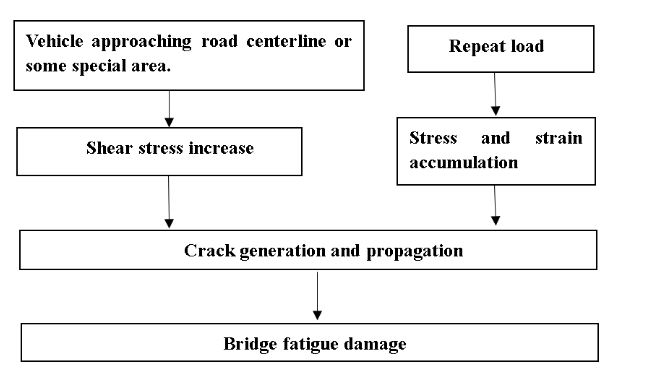 Vehicle approaching road centerline or
some special area.
Repeat load
Shear stress increase
Stress and strain
accumulation
Crack generation and propagation
Bridge fatigue damage